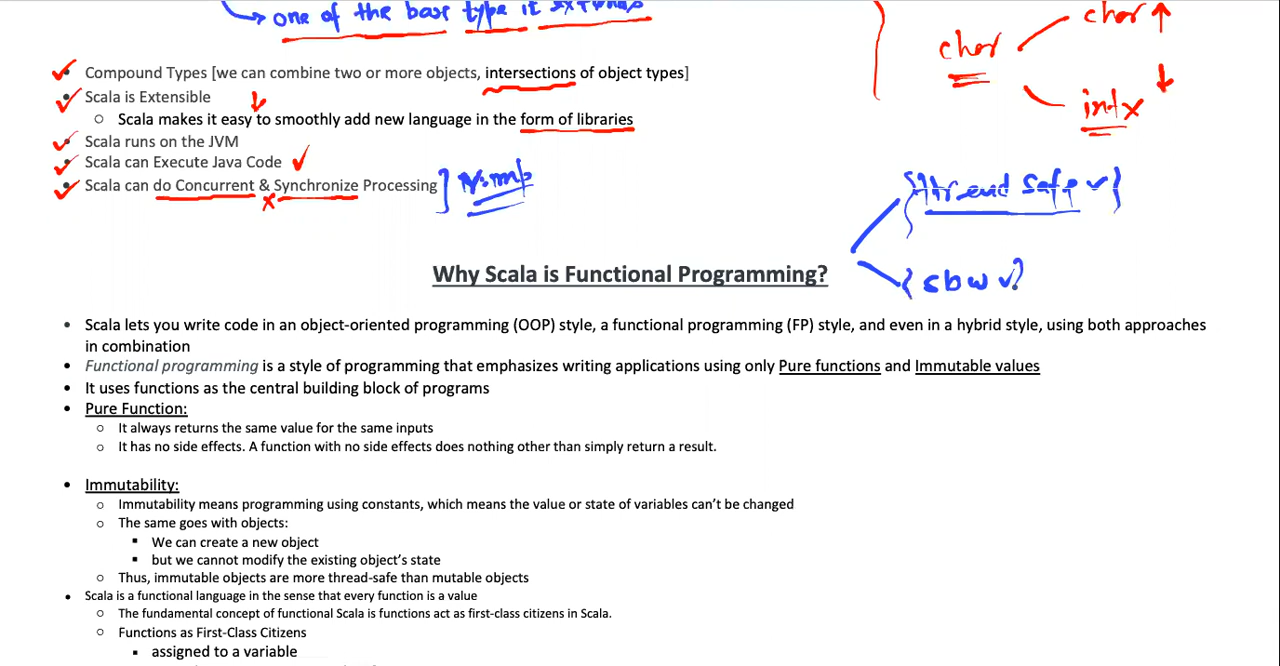 one of the base type it extends
char
char
int x
Compound Types [we can combine two or more objects, intersections of object types]
Scala is Extensible
Scala makes it easy to smoothly add new language in the form of libraries
Scala runs on the JVM
Scala can Execute Java Code
Scala can do Concurrent & Synchronize Processing
V.imp
thread safe
Why Scala is Functional Programming?
Scala lets you write code in an object-oriented programming (OOP) style, a functional programming (FP) style, and even in a hybrid style, using both approaches
in combination
Functional programming is a style of programming that emphasizes writing applications using only Pure functions and Immutable values
It uses functions as the central building block of programs
Pure Function:
It always returns the same value for the same inputs
It has no side effects. A function with no side effects does nothing other than simply return a result.
Immutability:
Immutability means programming using constants, which means the value or state of variables can't be changed
The same goes with objects:
We can create a new object
but we cannot modify the existing object's state
Thus, immutable objects are more thread-safe than mutable objects
Scala is a functional language in the sense that every function is a value
The fundamental concept of functional Scala is functions act as first-class citizens in Scala.
Functions as First-Class Citizens
assigned to a variable